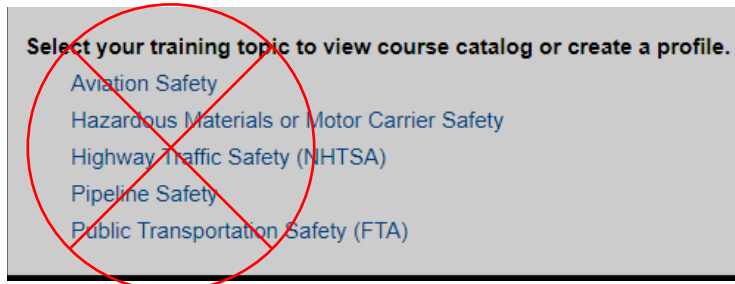 Select your training topic to view course catalog or create a profile.
Aviation Safety
Hazardous Materials or Motor Carrier Safety
Highway Traffic Safety (NHTSA)
Pipeline Safety
Public Transportation Safety (FTA)